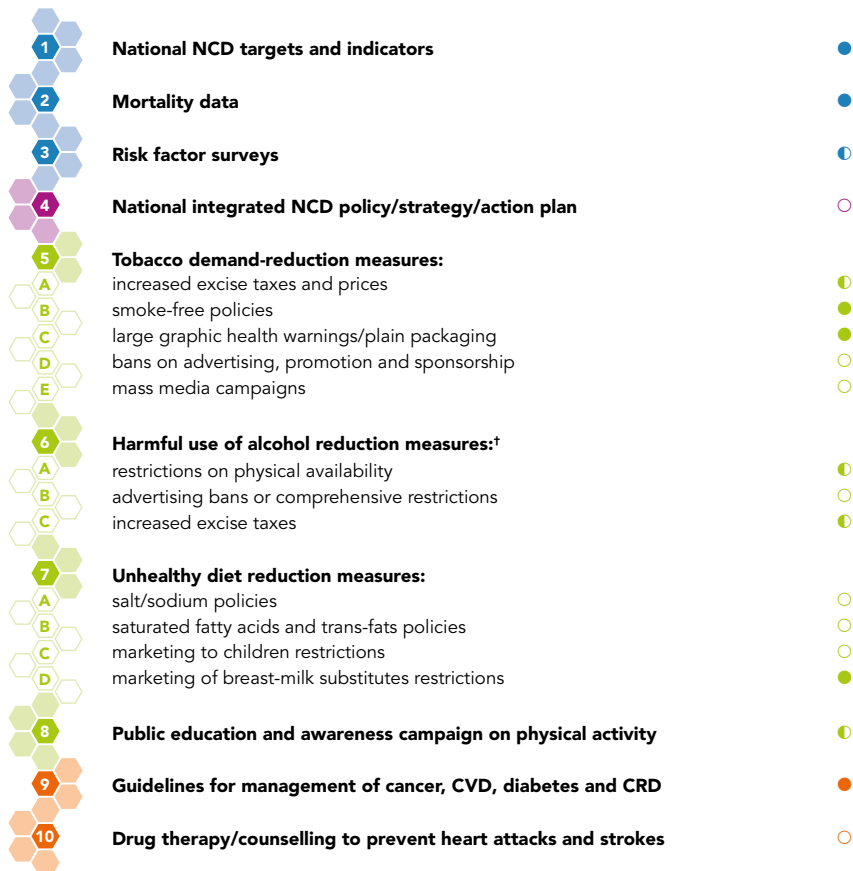 1 National NCD targets and indicators ●
2 Mortality data ●
3 Risk factor surveys ◐
4 National integrated NCD policy/strategy/action plan ○
5 Tobacco demand-reduction measures:
A increased excise taxes and prices ◐
B smoke-free policies ●
C large graphic health warnings/plain packaging ●
D bans on advertising, promotion and sponsorship ○
E mass media campaigns ○
6 Harmful use of alcohol reduction measures:†
A restrictions on physical availability ◐
B advertising bans or comprehensive restrictions ○
C increased excise taxes ◐
7 Unhealthy diet reduction measures:
A salt/sodium policies ○
B saturated fatty acids and trans-fats policies ○
C marketing to children restrictions ○
D marketing of breast-milk substitutes restrictions ●
8 Public education and awareness campaign on physical activity ◐
9 Guidelines for management of cancer, CVD, diabetes and CRD ●
10 Drug therapy/counselling to prevent heart attacks and strokes ○